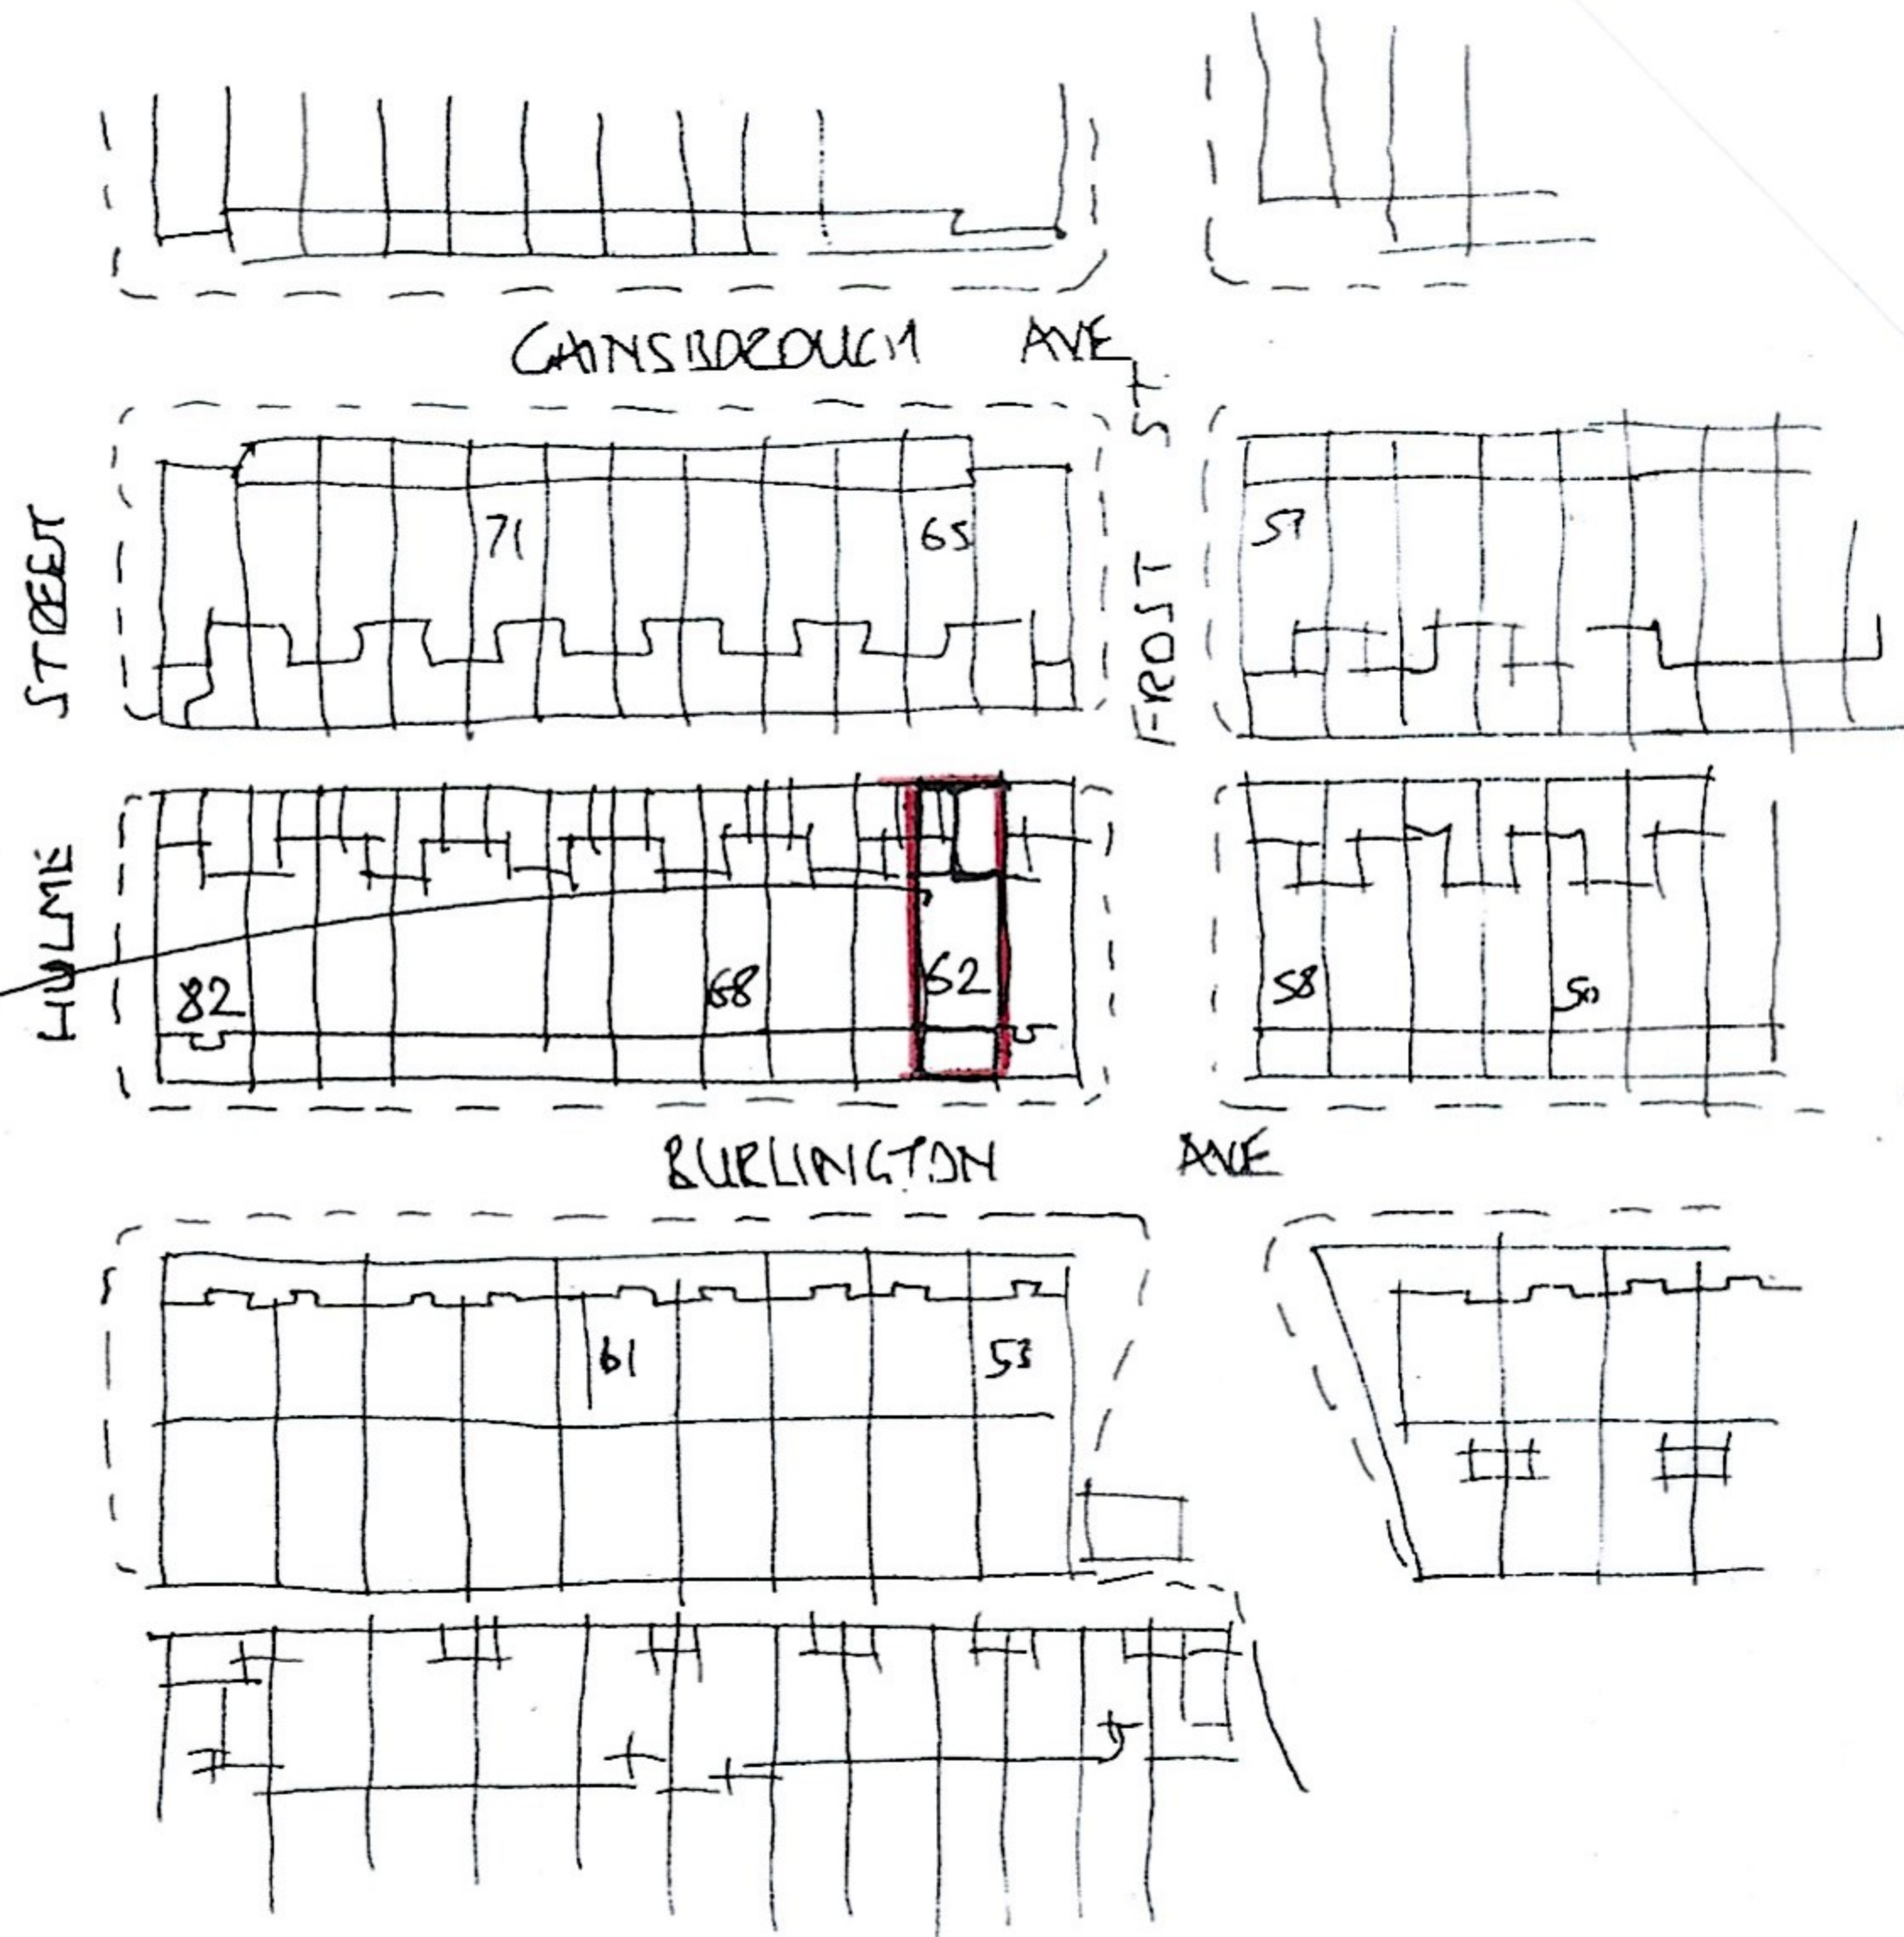 GAINSBOROUGH AVE
FROST ST
STREET
71 65 57
HULME
82 68 62 58 50
BURLINGTON AVE
61 53